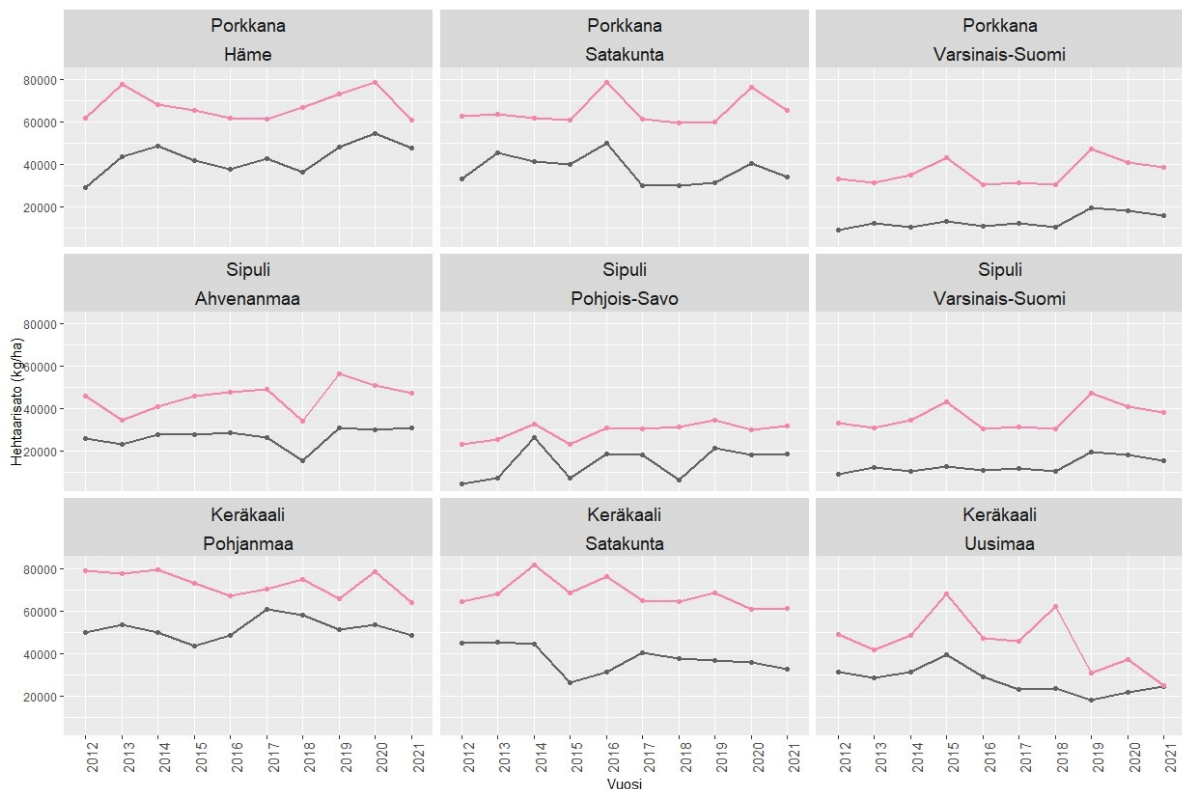 Porkkana
Häme
Porkkana
Satakunta
Porkkana
Varsinais-Suomi
80000
60000
40000
20000
Sipuli
Ahvenanmaa
Sipuli
Pohjois-Savo
Sipuli
Varsinais-Suomi
Hehtaarisato (kg/ha)
80000
60000
40000
20000
Keräkaali
Pohjanmaa
Keräkaali
Satakunta
Keräkaali
Uusimaa
80000
60000
40000
20000
2012 2013 2014 2015 2016 2017 2018 2019 2020 2021
2012 2013 2014 2015 2016 2017 2018 2019 2020 2021
2012 2013 2014 2015 2016 2017 2018 2019 2020 2021
Vuosi